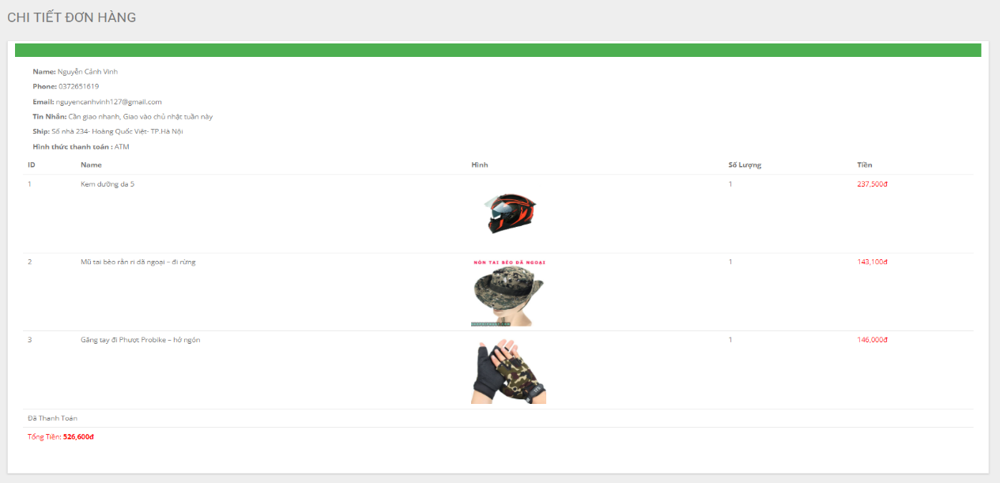 CHI TIẾT ĐƠN HÀNG
Name: Nguyễn Cảnh Vinh
Phone: 0372651619
Email: nguyencanhvinh127@gmail.com
Tin Nhắn: Cần giao nhanh, Giao vào chủ nhật tuần này
Ship: Số nhà 234- Hoàng Quốc Việt- TP.Hà Nội
Hình thức thanh toán : ATM
ID Name Hình Số Lượng Tiền
1 Kem dưỡng da 5 1 237,500đ
2 Mũ tai bèo rằn ri dã ngoại – đi rừng 1 143,100đ
NÓN TAI BÈO DÃ NGOẠI
3 Găng tay đi Phượt Probike – hở ngón 1 146,000đ
Đã Thanh Toán
Tổng Tiền: 526,600đ